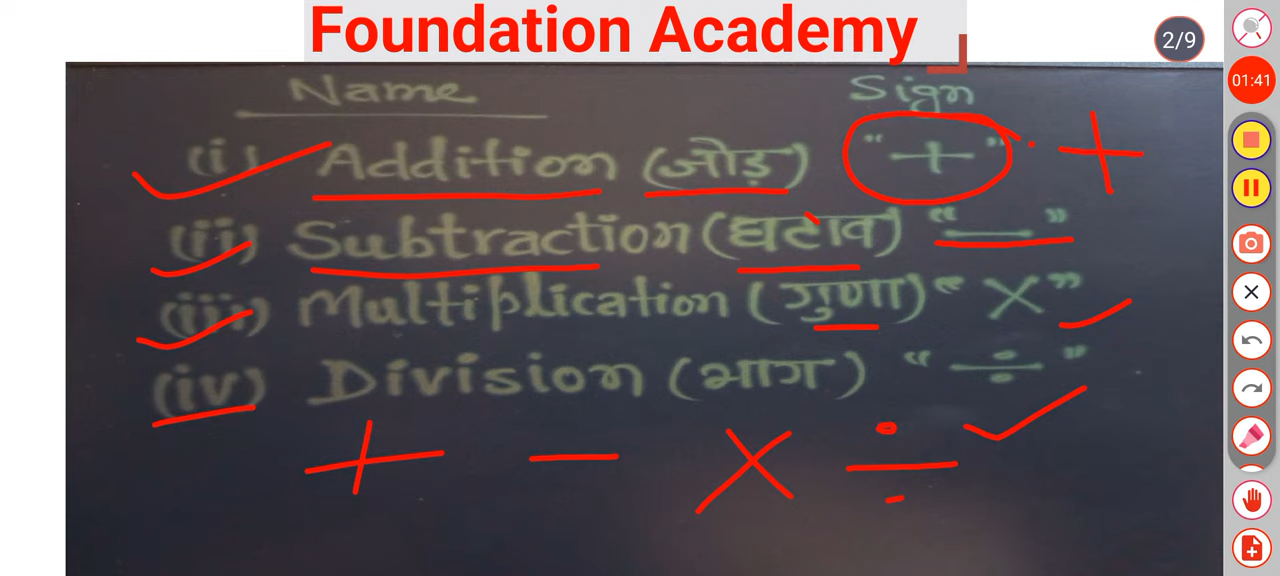 Foundation Academy
2/9
01:41
Name Sign
(i) Addition (जोड़) “+” +
(ii) Subtraction (घटाव) “—”
(iii) Multiplication (गुणा) “×”
(iv) Division (भाग) “÷”
+ — × ÷